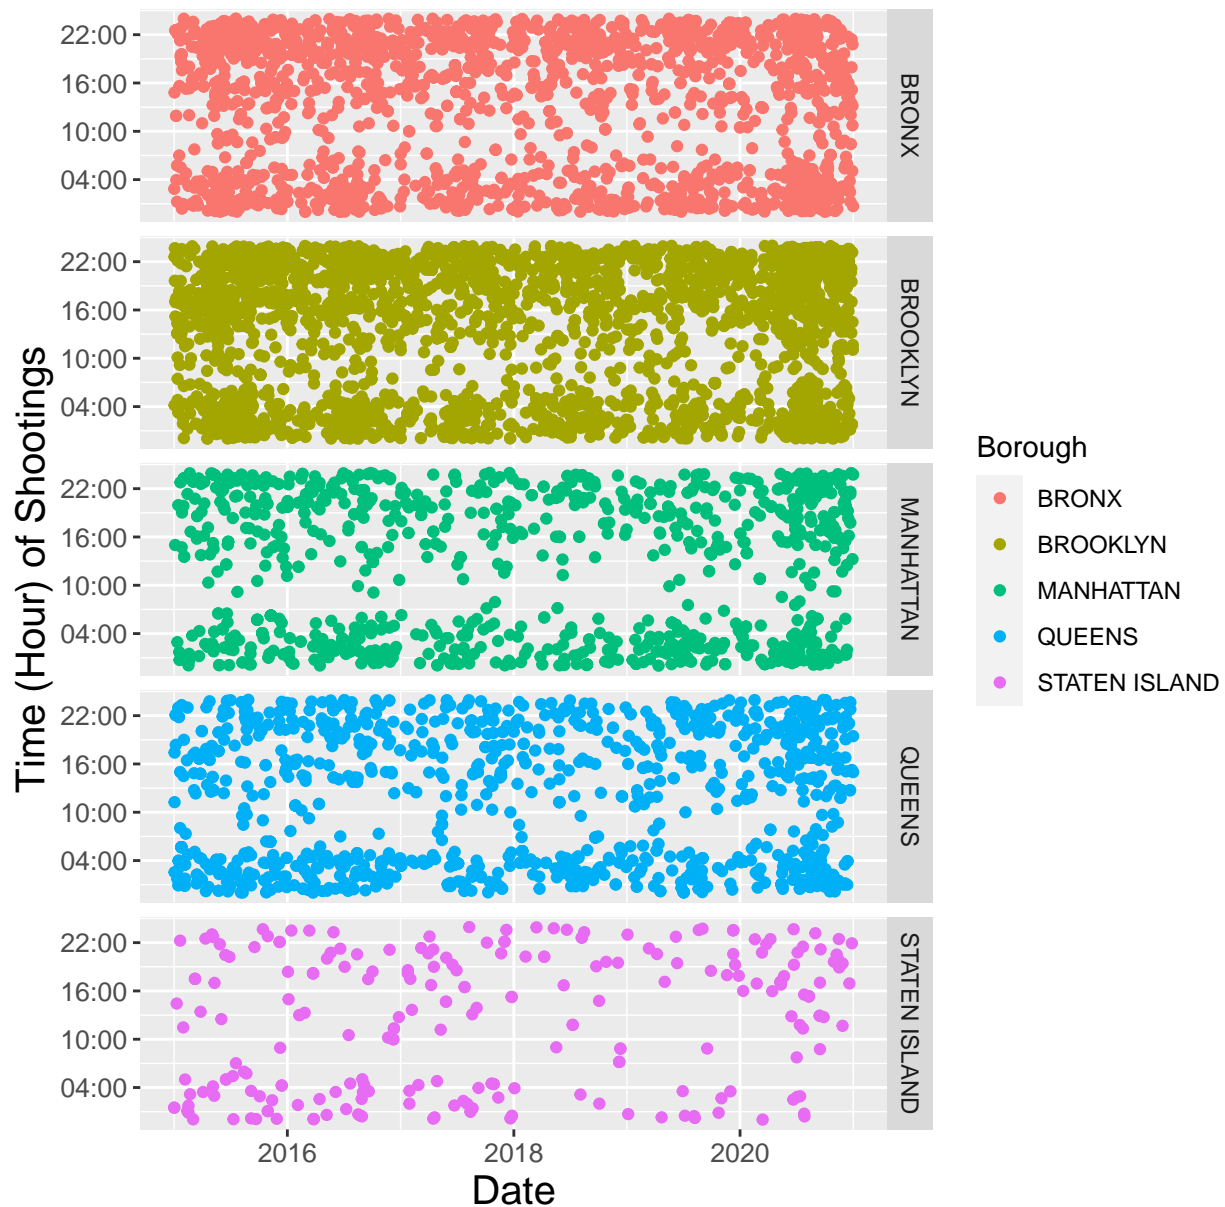 Time (Hour) of Shootings
22:00
16:00
10:00
04:00
BRONX
22:00
16:00
10:00
04:00
BROOKLYN
22:00
16:00
10:00
04:00
MANHATTAN
22:00
16:00
10:00
04:00
QUEENS
22:00
16:00
10:00
04:00
STATEN ISLAND
2016 2018 2020
Date
Borough
BRONX
BROOKLYN
MANHATTAN
QUEENS
STATEN ISLAND